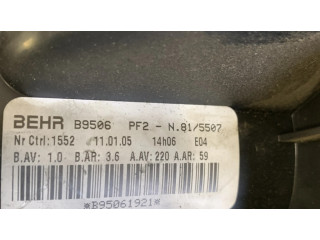 BEHR B9506 PF2 - N.81/5507
Nr Ctrl:1552 11.01.05 14h06 E04
B.AV: 1.0 B.AR: 3.6 A.AV: 220 A.AR: 59
*B95061921*